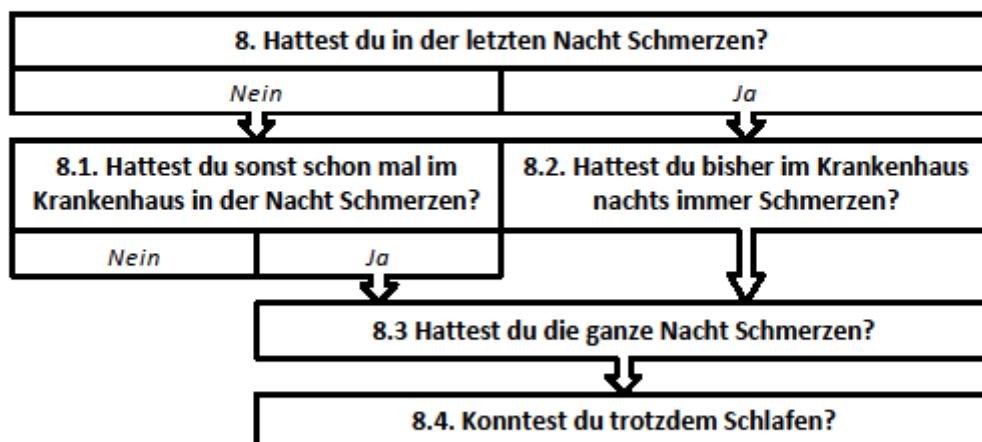 8. Hattest du in der letzten Nacht Schmerzen?
Nein
Ja
8.1. Hattest du sonst schon mal im
Krankenhaus in der Nacht Schmerzen?
8.2. Hattest du bisher im Krankenhaus
nachts immer Schmerzen?
Nein
Ja
8.3 Hattest du die ganze Nacht Schmerzen?
8.4. Konntest du trotzdem Schlafen?